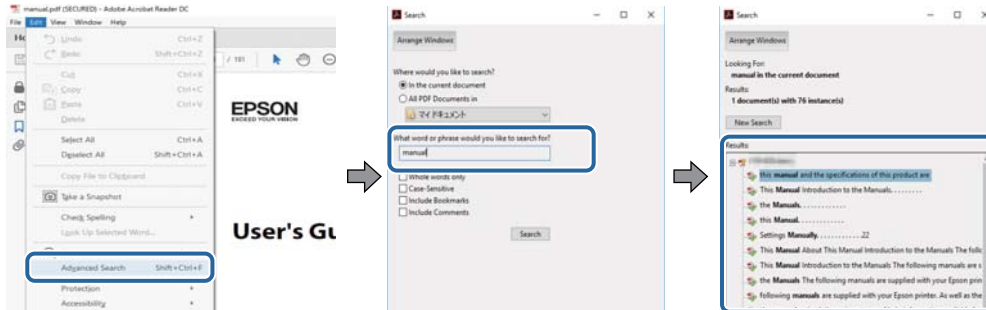 manual.pdf (SECURED) - Adobe Acrobat Reader DC
File Edit View Window Help
Undo Ctrl+Z
Redo Shift+Ctrl+Z
Cut Ctrl+X
Copy Ctrl+C
Paste Ctrl+V
Delete
Select All Ctrl+A
Deselect All Shift+Ctrl+A
Copy File to Clipboard
Take a Snapshot
Check Spelling
Look Up Selected Word...
Advanced Search Shift+Ctrl+F
Protection
Accessibility
/ 181
EPSON
EXCEED YOUR VISION
User's Gu
Search
Arrange Windows
Where would you like to search?
In the current document
All PDF Documents in
マイ ドキュメント
What word or phrase would you like to search for?
manual
Whole words only
Case-Sensitive
Include Bookmarks
Include Comments
Search
Search
Arrange Windows
Looking For:
manual in the current document
Results:
1 document(s) with 76 instance(s)
New Search
Results:
this manual and the specifications of this product are
This Manual Introduction to the Manuals.........
the Manuals.............
this Manual.............
Settings Manually............22
This Manual About This Manual Introduction to the Manuals The follo
This Manual Introduction to the Manuals The following manuals are s
the Manuals The following manuals are supplied with your Epson prin
following manuals are supplied with your Epson printer. As well as the